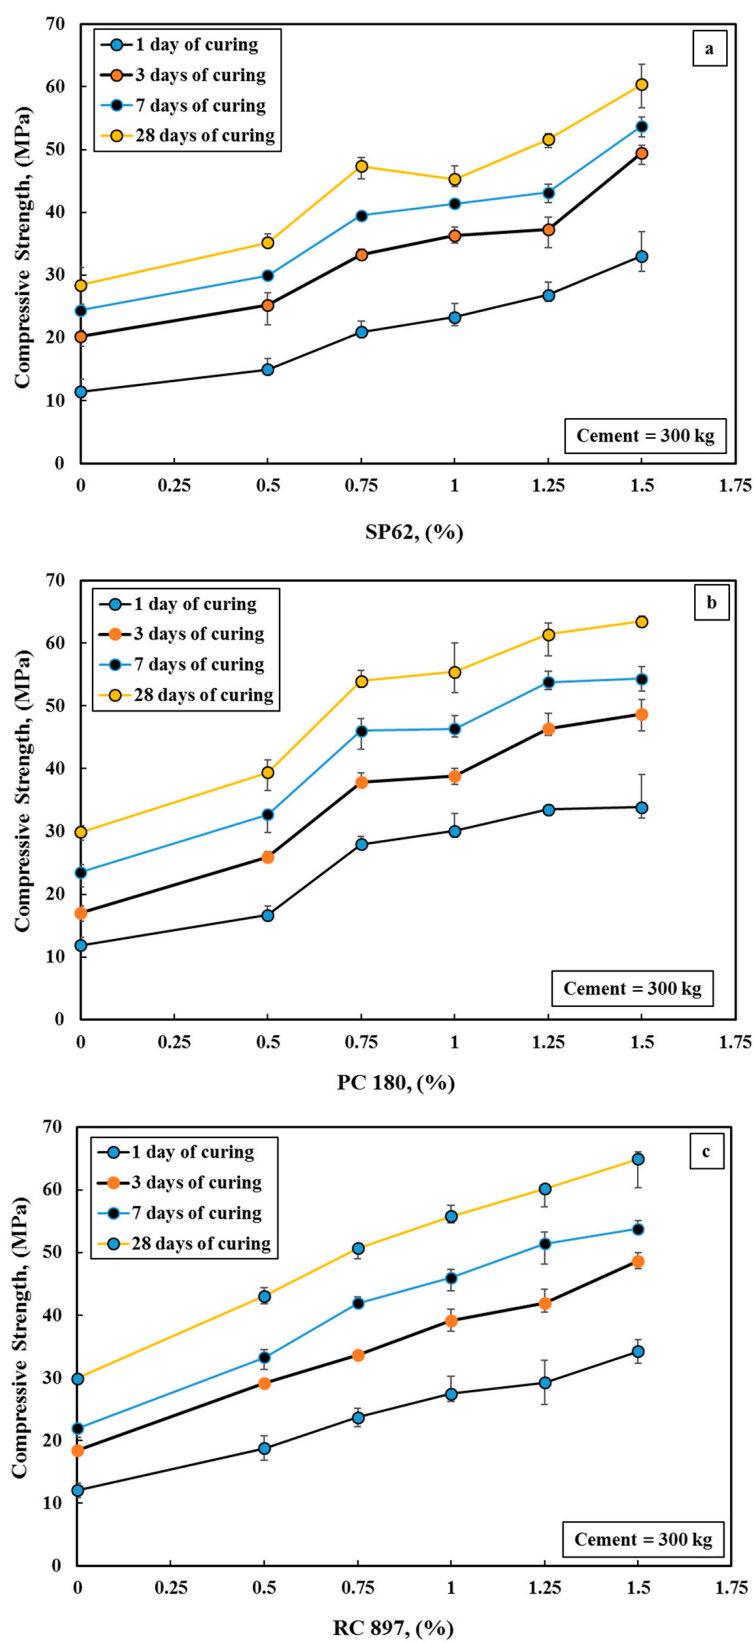 70
60
50
40
30
20
10
0
Compressive Strength, (MPa)
1 day of curing
3 days of curing
7 days of curing
28 days of curing
a
Cement = 300 kg
0 0.25 0.5 0.75 1 1.25 1.5 1.75
SP62, (%)
70
60
50
40
30
20
10
0
Compressive Strength, (MPa)
1 day of curing
3 days of curing
7 days of curing
28 days of curing
b
Cement = 300 kg
0 0.25 0.5 0.75 1 1.25 1.5 1.75
PC 180, (%)
70
60
50
40
30
20
10
0
Compressive Strength, (MPa)
1 day of curing
3 days of curing
7 days of curing
28 days of curing
c
Cement = 300 kg
0 0.25 0.5 0.75 1 1.25 1.5 1.75
RC 897, (%)